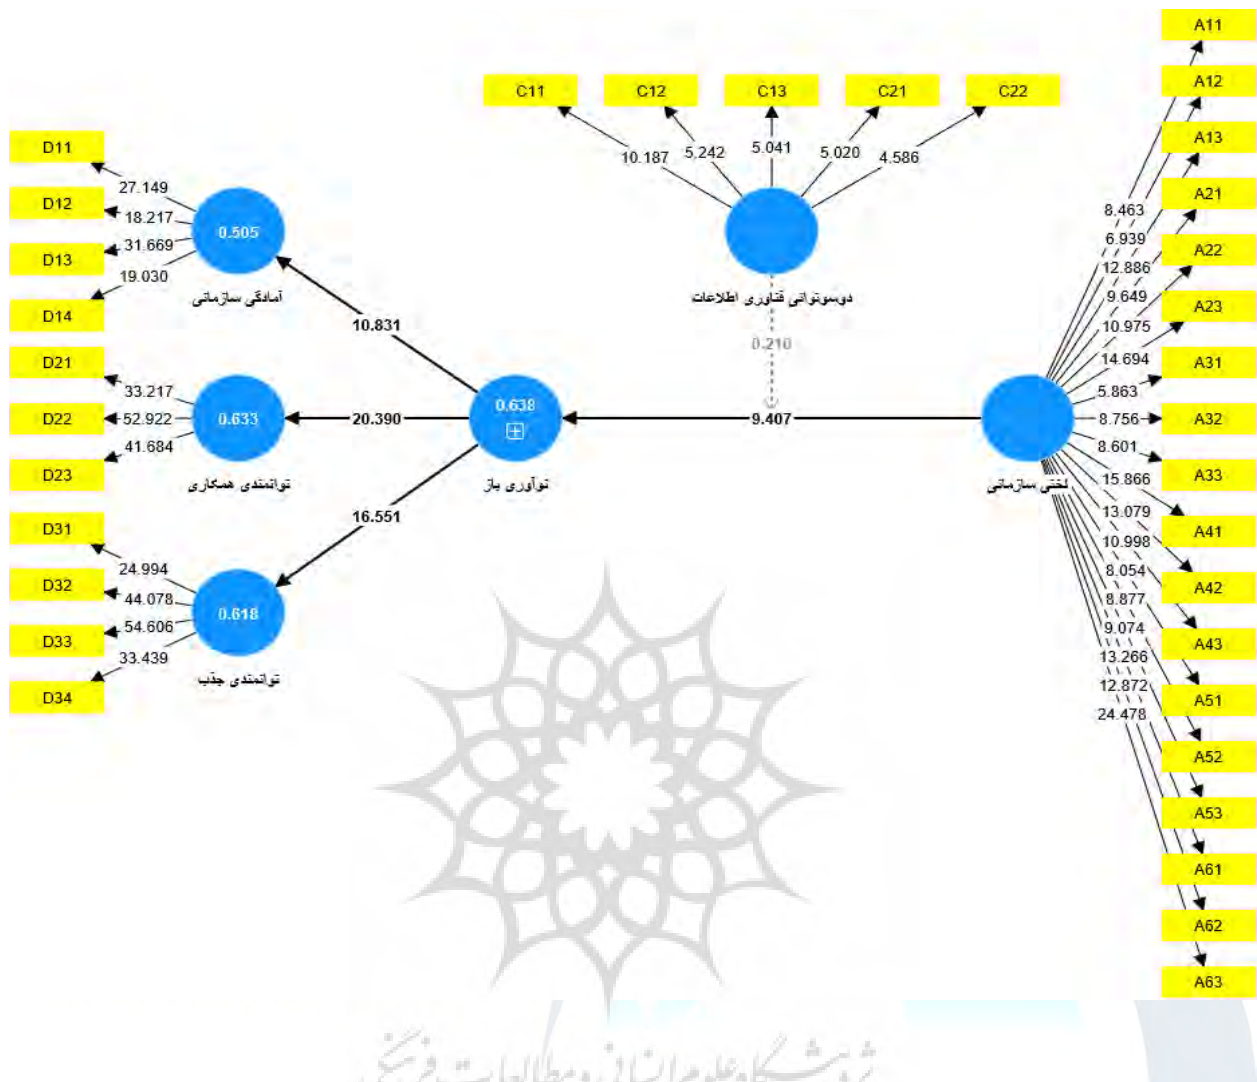 A11
C11 C12 C13 C21 C22 A12
D11 A13
27.149 10.187 5.242 5.041 5.020 4.586
D12 A21
18.217 0.505 8.463
D13 6.939 A22
31.669 12.886
19.030 آمادگی سازمانی دوسوتوانی فناوری اطلاعات 9.649 A23
D14 10.831 10.975
0.210 14.694
D21 5.863 A31
33.217 0.638 8.756
D22 52.922 0.633 20.390 9.407 8.601 A32
41.684 15.866
D23 توانمندی همکاری نوآوری باز لختی سازمانی 13.079 A33
10.998
D31 16.551 8.054 A41
24.994 8.877
D32 44.078 9.074 A42
54.606 0.618 13.266
D33 12.872 A43
33.439 24.478
توانمندی جذب
D34 A51
A52
A53
A61
A62
A63
پژوهشگاه علوم انسانی و مطالعات فرهنگی